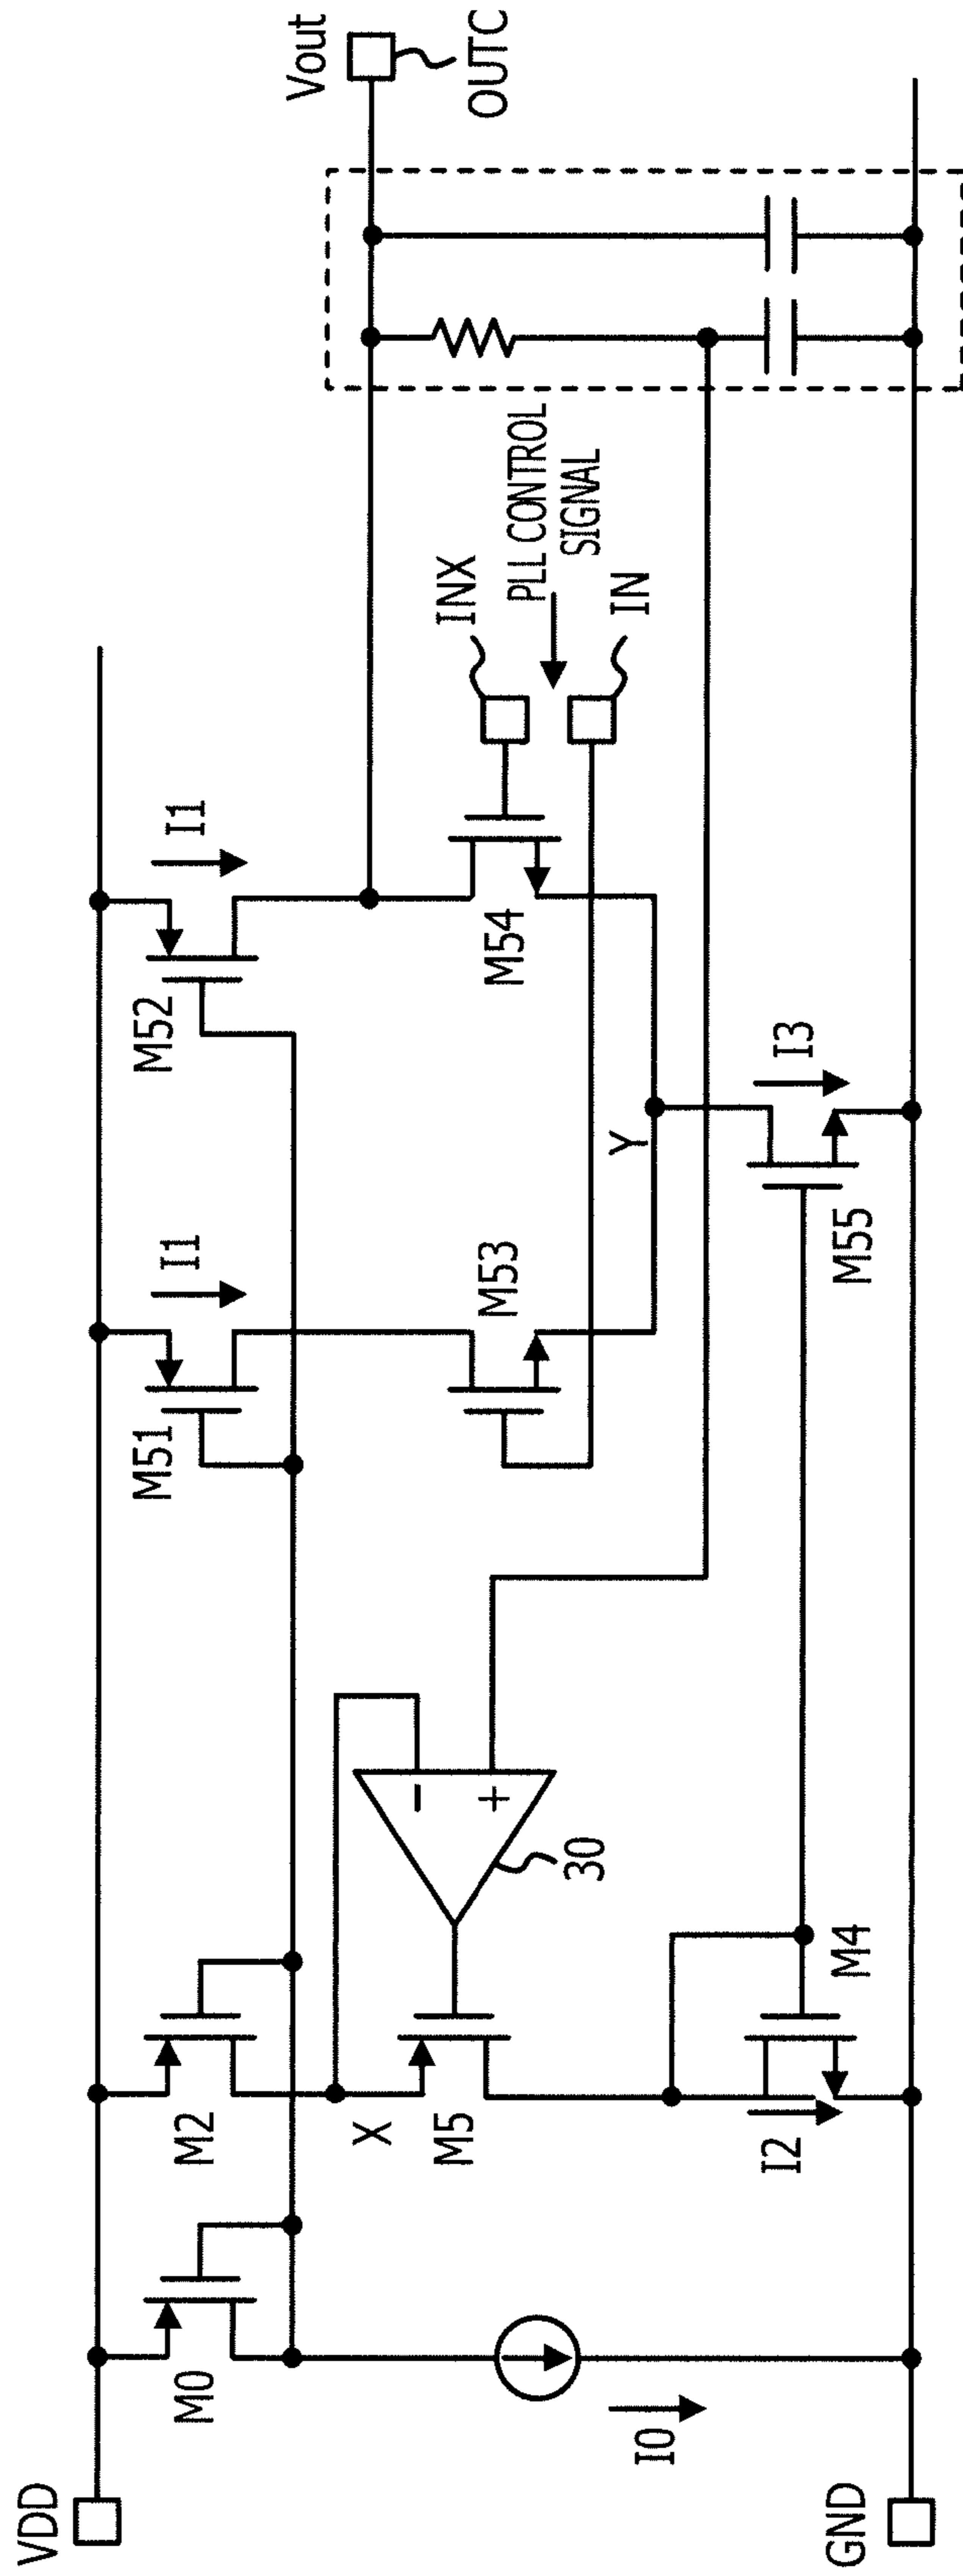 VDD
M0
I0
GND
M2
X
M5
I2
M4
-
+
30
M51
I1
M53
Y
M55
I3
M52
I1
M54
INX
IN
PLL CONTROL
SIGNAL
Vout
OUTC